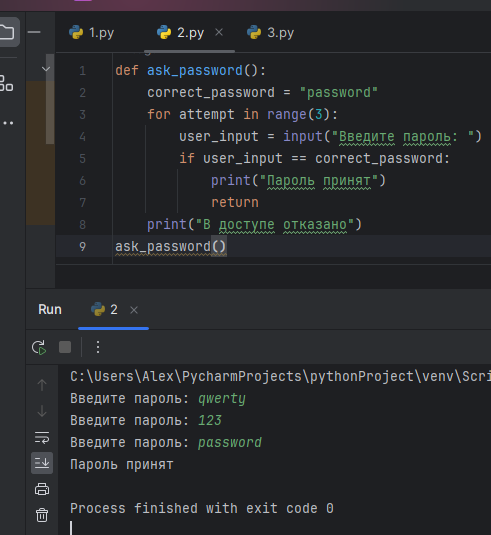 1.py 2.py 3.py
1 def ask_password():
2 correct_password = "password"
3 for attempt in range(3):
4 user_input = input("Введите пароль: ")
5 if user_input == correct_password:
6 print("Пароль принят")
7 return
8 print("В доступе отказано")
9 ask_password()
Run 2
C:\Users\Alex\PycharmProjects\pythonProject\venv\Scri
Введите пароль: qwerty
Введите пароль: 123
Введите пароль: password
Пароль принят
Process finished with exit code 0